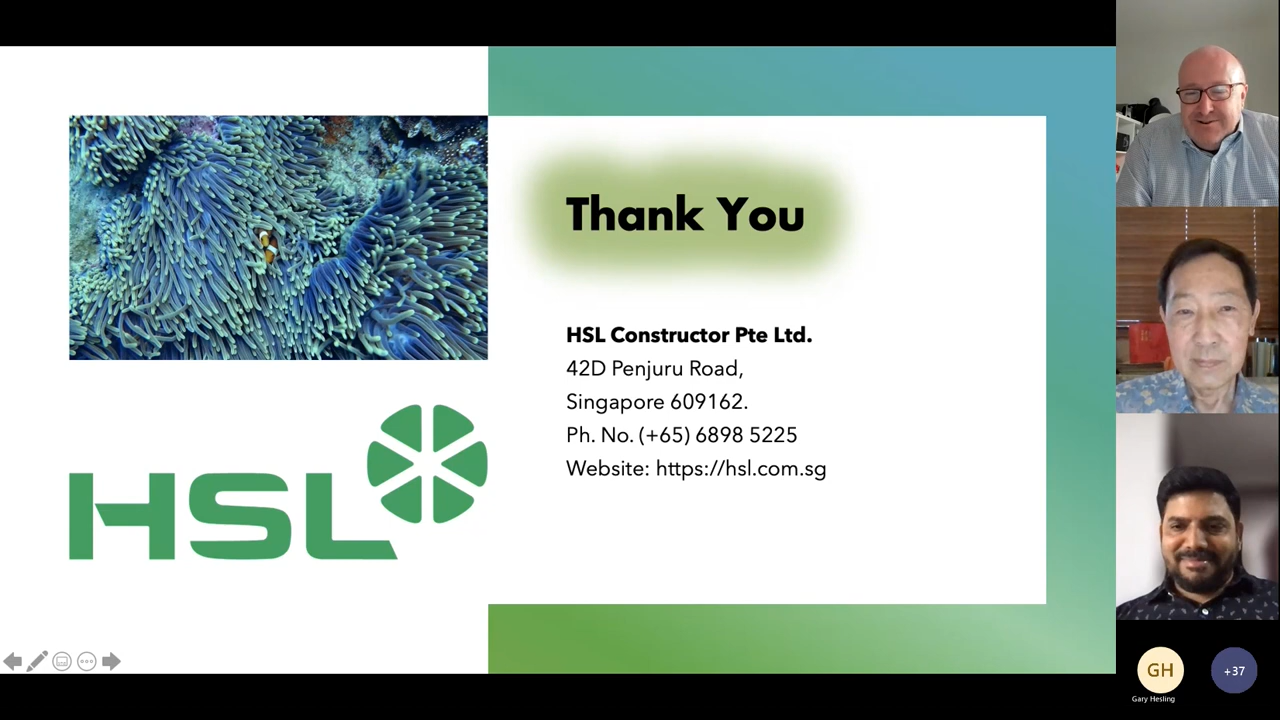 Thank You
HSL Constructor Pte Ltd.
42D Penjuru Road,
Singapore 609162.
Ph. No. (+65) 6898 5225
Website: https://hsl.com.sg
HSL
GH
+37
Gary Hesling